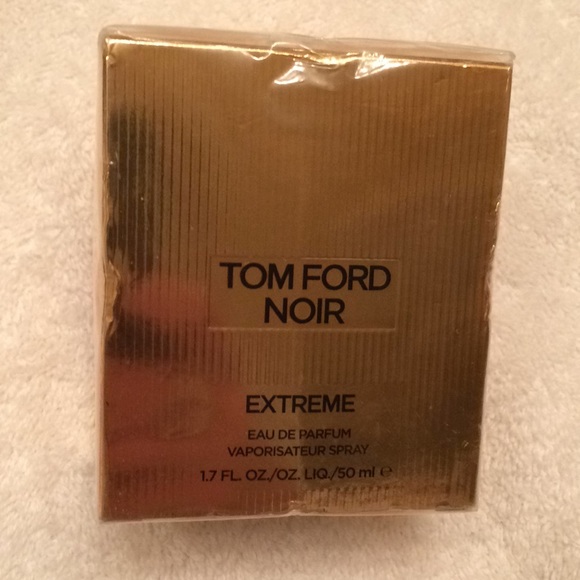 TOM FORD
NOIR
EXTREME
EAU DE PARFUM
VAPORISATEUR SPRAY
1.7 FL. OZ./OZ. LIQ./50 ml ℮